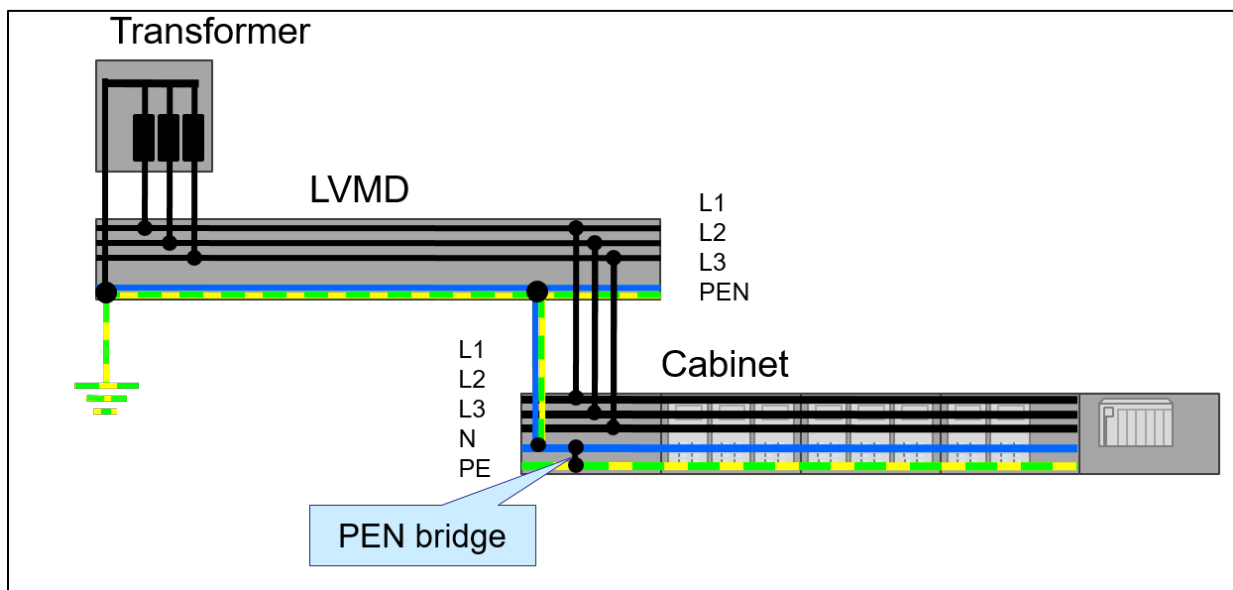 Transformer
LVMD
L1
L2
L3
PEN
L1
L2
L3
N
PE
Cabinet
PEN bridge